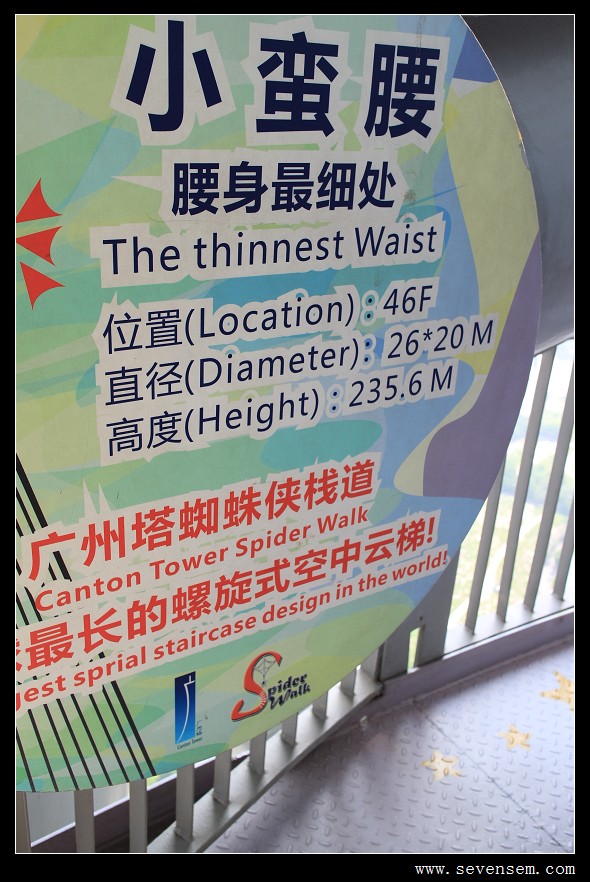 小蛮腰
腰身最细处
The thinnest Waist
位置(Location)：46F
直径(Diameter)：26*20 M
高度(Height)：235.6 M
广州塔蜘蛛侠栈道
Canton Tower Spider Walk
最长的螺旋式空中云梯!
gest sprial staircase design in the world!
Spider
Walk
Canton Tower
www.sevensem.com